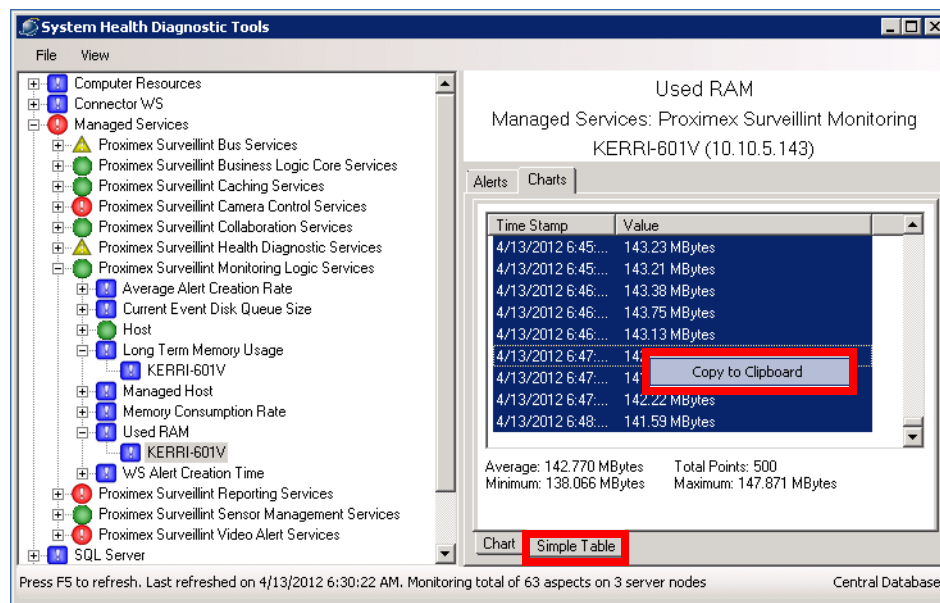 System Health Diagnostic Tools
File View
Computer Resources
Connector WS
Managed Services
Proximex Surveillint Bus Services
Proximex Surveillint Business Logic Core Services
Proximex Surveillint Caching Services
Proximex Surveillint Camera Control Services
Proximex Surveillint Collaboration Services
Proximex Surveillint Health Diagnostic Services
Proximex Surveillint Monitoring Logic Services
Average Alert Creation Rate
Current Event Disk Queue Size
Host
Long Term Memory Usage
KERRI-601V
Managed Host
Memory Consumption Rate
Used RAM
KERRI-601V
WS Alert Creation Time
Proximex Surveillint Reporting Services
Proximex Surveillint Sensor Management Services
Proximex Surveillint Video Alert Services
SQL Server
Used RAM
Managed Services: Proximex Surveillint Monitoring
KERRI-601V (10.10.5.143)
Alerts Charts
Time Stamp Value
4/13/2012 6:45:... 143.23 MBytes
4/13/2012 6:45:... 143.21 MBytes
4/13/2012 6:46:... 143.38 MBytes
4/13/2012 6:46:... 143.75 MBytes
4/13/2012 6:46:... 143.13 MBytes
4/13/2012 6:47:...
Copy to Clipboard
4/13/2012 6:47:...
4/13/2012 6:47:... 142.22 MBytes
4/13/2012 6:48:... 141.59 MBytes
Average: 142.770 MBytes Total Points: 500
Minimum: 138.066 MBytes Maximum: 147.871 MBytes
Chart Simple Table
Press F5 to refresh. Last refreshed on 4/13/2012 6:30:22 AM. Monitoring total of 63 aspects on 3 server nodes Central Database